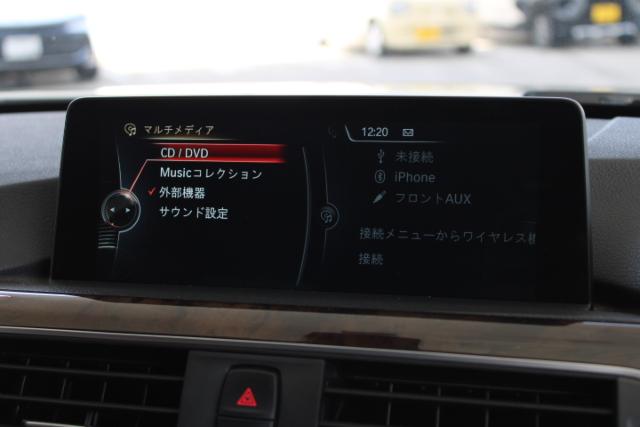 マルチメディア
CD / DVD
Musicコレクション
外部機器
サウンド設定
12:20
未接続
iPhone
フロントAUX
接続メニューからワイヤレス機
接続